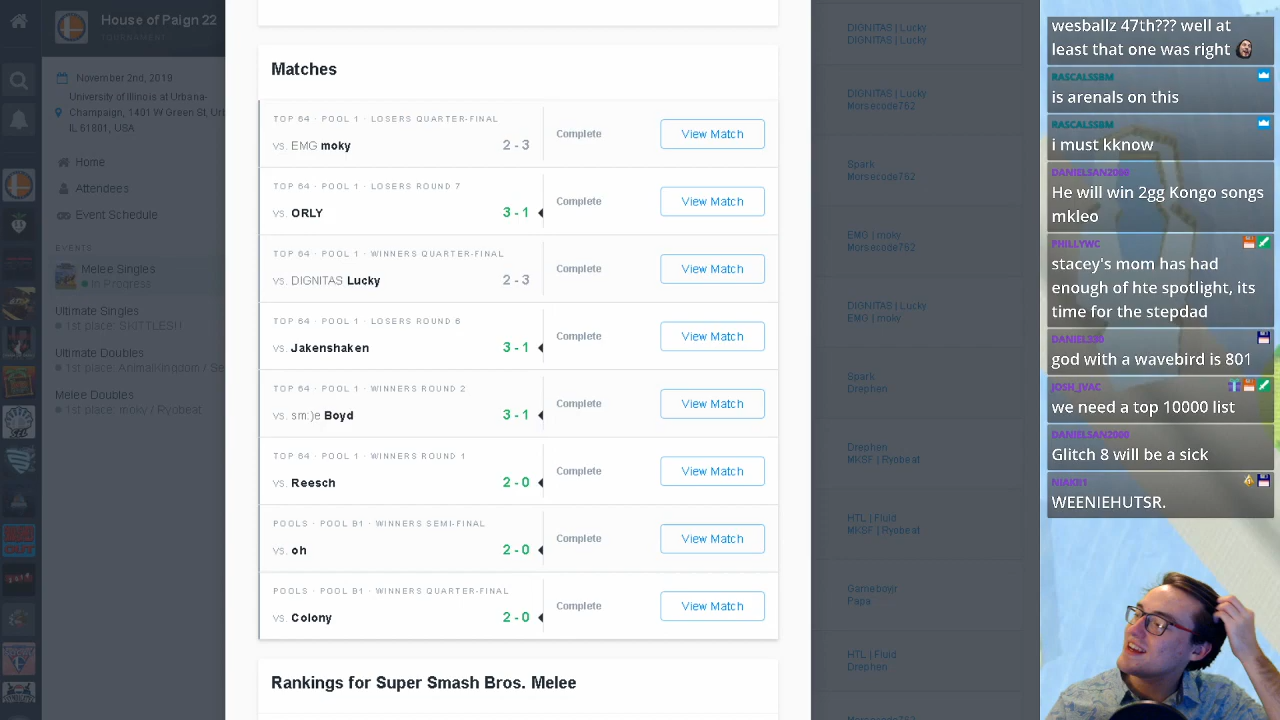 House of Paign 22
TOURNAMENT
November 2nd, 2019
University of Illinois at Urbana-
Champaign, 1401 W Green St, Urb
IL 61801, USA
Home
Attendees
Event Schedule
EVENTS
Melee Singles
In Progress
Ultimate Singles
1st place: SKITTLES!!
Ultimate Doubles
1st place: AnimalKingdom / Se
Melee Doubles
1st place: moky / Ryobeat
Matches
TOP 64 · POOL 1 · LOSERS QUARTER-FINAL
vs. EMG moky 2 - 3 Complete View Match
TOP 64 · POOL 1 · LOSERS ROUND 7
vs. ORLY 3 - 1 Complete View Match
TOP 64 · POOL 1 · WINNERS QUARTER-FINAL
vs. DIGNITAS Lucky 2 - 3 Complete View Match
TOP 64 · POOL 1 · LOSERS ROUND 6
vs. Jakenshaken 3 - 1 Complete View Match
TOP 64 · POOL 1 · WINNERS ROUND 2
vs. sm:)e Boyd 3 - 1 Complete View Match
TOP 64 · POOL 1 · WINNERS ROUND 1
vs. Reesch 2 - 0 Complete View Match
POOLS · POOL B1 · WINNERS SEMI-FINAL
vs. oh 2 - 0 Complete View Match
POOLS · POOL B1 · WINNERS QUARTER-FINAL
vs. Colony 2 - 0 Complete View Match
Rankings for Super Smash Bros. Melee
DIGNITAS | Lucky
DIGNITAS | Lucky
DIGNITAS | Lucky
Morsecode762
Spark
Morsecode762
EMG | moky
Morsecode762
DIGNITAS | Lucky
EMG | moky
Spark
Drephen
Drephen
MKSF | Ryobeat
HTL | Fluid
MKSF | Ryobeat
Gameboyir
Papa
HTL | Fluid
Drephen
Morsecode762
wesballz 47th??? well at
least that one was right
RASCALSSBM
is arenals on this
RASCALSSBM
i must kknow
DANIELSAN2000
He will win 2gg Kongo songs
mkleo
PHILLYWC
stacey's mom has had
enough of hte spotlight, its
time for the stepdad
DANIELS30
god with a wavebird is 801
JOSH_JVAC
we need a top 10000 list
DANIELSAN2000
Glitch 8 will be a sick
WEENIEHUTSR.